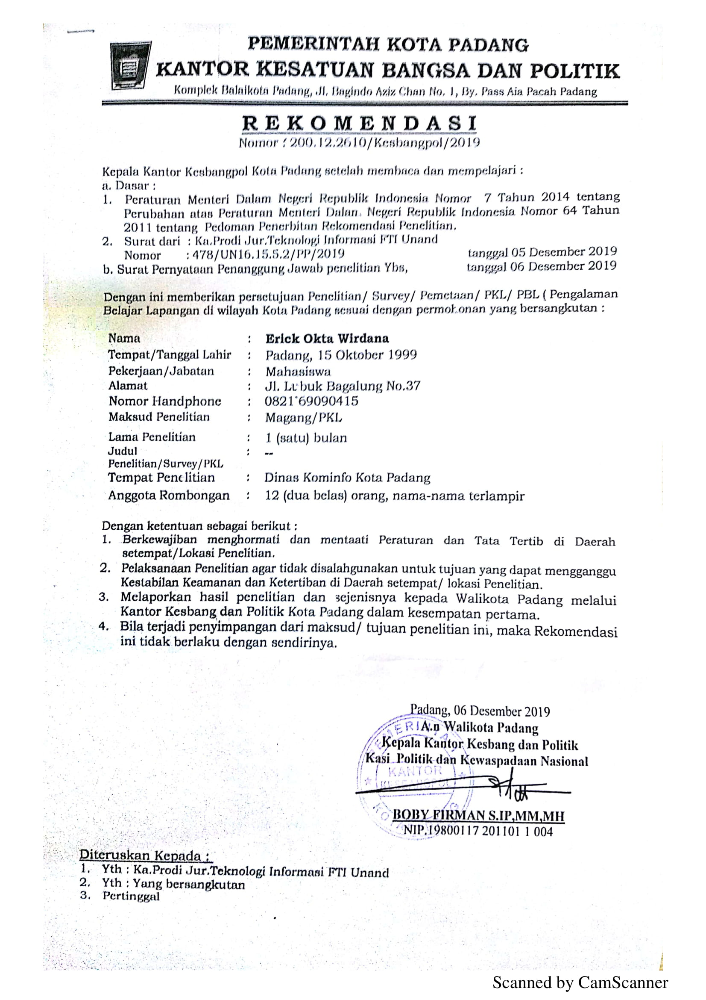 PEMERINTAH KOTA PADANG
KANTOR KESATUAN BANGSA DAN POLITIK
Komplek Balaikota Padang, Jl. Bagindo Aziz Chan No. 1, By. Pass Aia Pacah Padang
REKOMENDASI
Nomor : 200.12.2610/Kesbangpol/2019
Kepala Kantor Kesbangpol Kota Padang setelah membaca dan mempelajari :
a. Dasar :
1. Peraturan Menteri Dalam Negeri Republik Indonesia Nomor 7 Tahun 2014 tentang
Perubahan atas Peraturan Menteri Dalam Negeri Republik Indonesia Nomor 64 Tahun
2011 tentang Pedoman Penerbitan Rekomendasi Penelitian.
2. Surat dari : Ka.Prodi Jur.Teknologi Informasi FTI Unand
Nomor : 478/UN16.15.5.2/PP/2019 tanggal 05 Desember 2019
b. Surat Pernyataan Penanggung Jawab penelitian Ybs, tanggal 06 Desember 2019
Dengan ini memberikan persetujuan Penelitian/ Survey/ Pemetaan/ PKL/ PBL ( Pengalaman
Belajar Lapangan di wilayah Kota Padang sesuai dengan permohonan yang bersangkutan :
Nama : Erick Okta Wirdana
Tempat/Tanggal Lahir : Padang, 15 Oktober 1999
Pekerjaan/Jabatan : Mahasiswa
Alamat : Jl. Lubuk Bagalung No.37
Nomor Handphone : 0821 69090415
Maksud Penelitian : Magang/PKL
Lama Penelitian : 1 (satu) bulan
Judul : --
Penelitian/Survey/PKL
Tempat Penelitian : Dinas Kominfo Kota Padang
Anggota Rombongan : 12 (dua belas) orang, nama-nama terlampir
Dengan ketentuan sebagai berikut :
1. Berkewajiban menghormati dan mentaati Peraturan dan Tata Tertib di Daerah
setempat/Lokasi Penelitian.
2. Pelaksanaan Penelitian agar tidak disalahgunakan untuk tujuan yang dapat mengganggu
Kestabilan Keamanan dan Ketertiban di Daerah setempat/ lokasi Penelitian.
3. Melaporkan hasil penelitian dan sejenisnya kepada Walikota Padang melalui
Kantor Kesbang dan Politik Kota Padang dalam kesempatan pertama.
4. Bila terjadi penyimpangan dari maksud/ tujuan penelitian ini, maka Rekomendasi
ini tidak berlaku dengan sendirinya.
Padang, 06 Desember 2019
A.n Walikota Padang
Kepala Kantor Kesbang dan Politik
Kasi Politik dan Kewaspadaan Nasional
KANTOR
KESBANGPOL
BOBY FIRMAN S.IP,MM,MH
NIP.19800117 201101 1 004
Diteruskan Kepada :
1. Yth : Ka.Prodi Jur.Teknologi Informasi FTI Unand
2. Yth : Yang bersangkutan
3. Pertinggal
Scanned by CamScanner